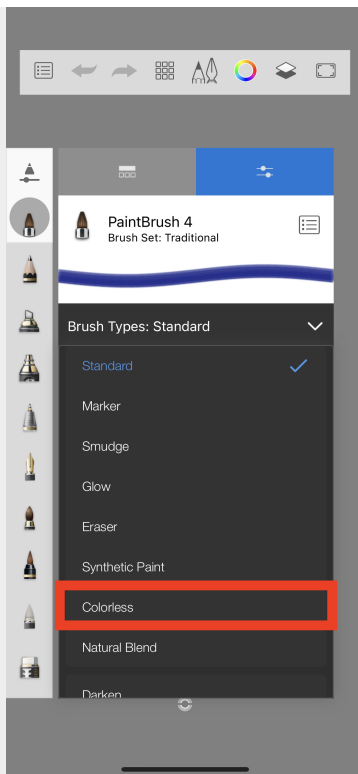 PaintBrush 4
Brush Set: Traditional
Brush Types: Standard
Standard
Marker
Smudge
Glow
Eraser
Synthetic Paint
Colorless
Natural Blend
Darken